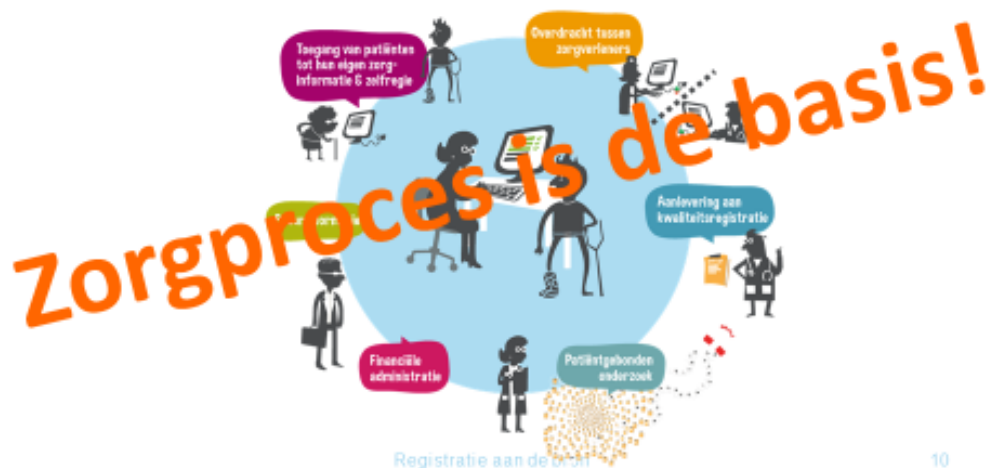 Toegang van patiënten
tot hun eigen zorg-
informatie & zelfregie
Overdracht tussen
zorgverleners
Zorgproces is de basis!
Aanlevering aan
kwaliteitsregistratie
Financiële
administratie
Patiëntgebonden
onderzoek
Registratie aan de bron
10